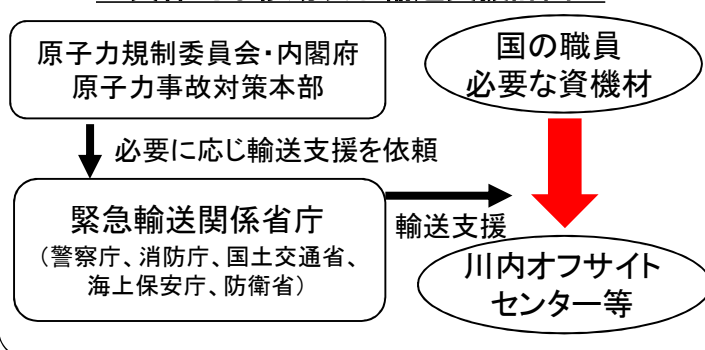 原子力規制委員会・内閣府
原子力事故対策本部
国の職員
必要な資機材
必要に応じ輸送支援を依頼
緊急輸送関係省庁
（警察庁、消防庁、国土交通省、
海上保安庁、防衛省）
輸送支援
川内オフサイト
センター等